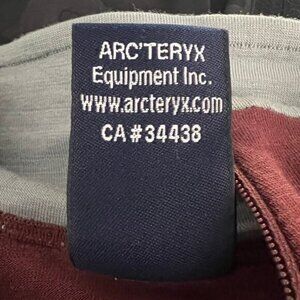 ARC'TERYX
Equipment Inc.
www.arcteryx.com
CA # 34438